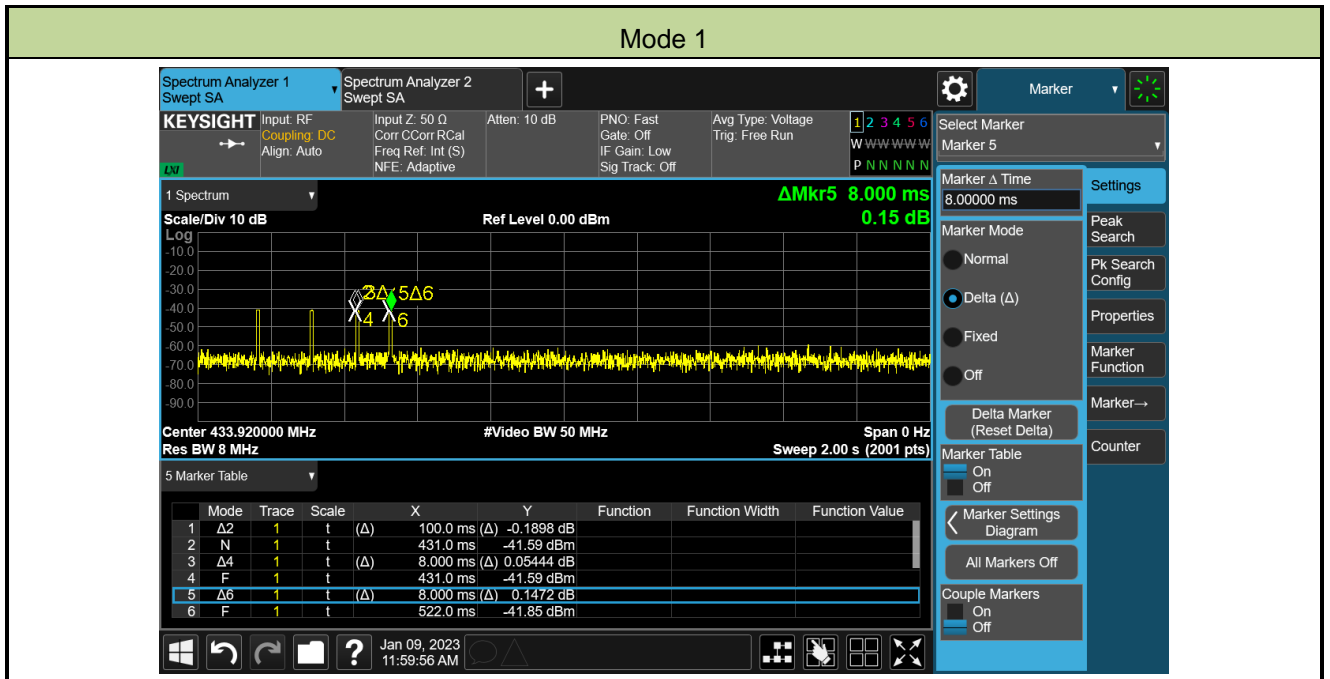 Mode 1
Spectrum Analyzer 1
Swept SA
Spectrum Analyzer 2
Swept SA
+
Marker
KEYSIGHT
LXI
Input: RF
Coupling: DC
Align: Auto
Input Z: 50 Ω
Corr CCorr RCal
Freq Ref: Int (S)
NFE: Adaptive
Atten: 10 dB
PNO: Fast
Gate: Off
IF Gain: Low
Sig Track: Off
Avg Type: Voltage
Trig: Free Run
1 2 3 4 5 6
W W W W W W
P N N N N N
Select Marker
Marker 5
1 Spectrum
ΔMkr5 8.000 ms
0.15 dB
Scale/Div 10 dB
Ref Level 0.00 dBm
Log
-10.0
-20.0
-30.0
-40.0
-50.0
-60.0
-70.0
-80.0
-90.0
5Δ6
4
6
Center 433.920000 MHz
#Video BW 50 MHz
Span 0 Hz
Res BW 8 MHz
Sweep 2.00 s (2001 pts)
5 Marker Table
Mode Trace Scale X Y Function Function Width Function Value
1 Δ2 1 t (Δ) 100.0 ms (Δ) -0.1898 dB
2 N 1 t 431.0 ms -41.59 dBm
3 Δ4 1 t (Δ) 8.000 ms (Δ) 0.05444 dB
4 F 1 t 431.0 ms -41.59 dBm
5 Δ6 1 t (Δ) 8.000 ms (Δ) 0.1472 dB
6 F 1 t 522.0 ms -41.85 dBm
Marker Δ Time
8.00000 ms
Marker Mode
Normal
Delta (Δ)
Fixed
Off
Delta Marker
(Reset Delta)
Marker Table
On
Off
Marker Settings
Diagram
All Markers Off
Couple Markers
On
Off
Settings
Peak
Search
Pk Search
Config
Properties
Marker
Function
Marker→
Counter
?
Jan 09, 2023
11:59:56 AM